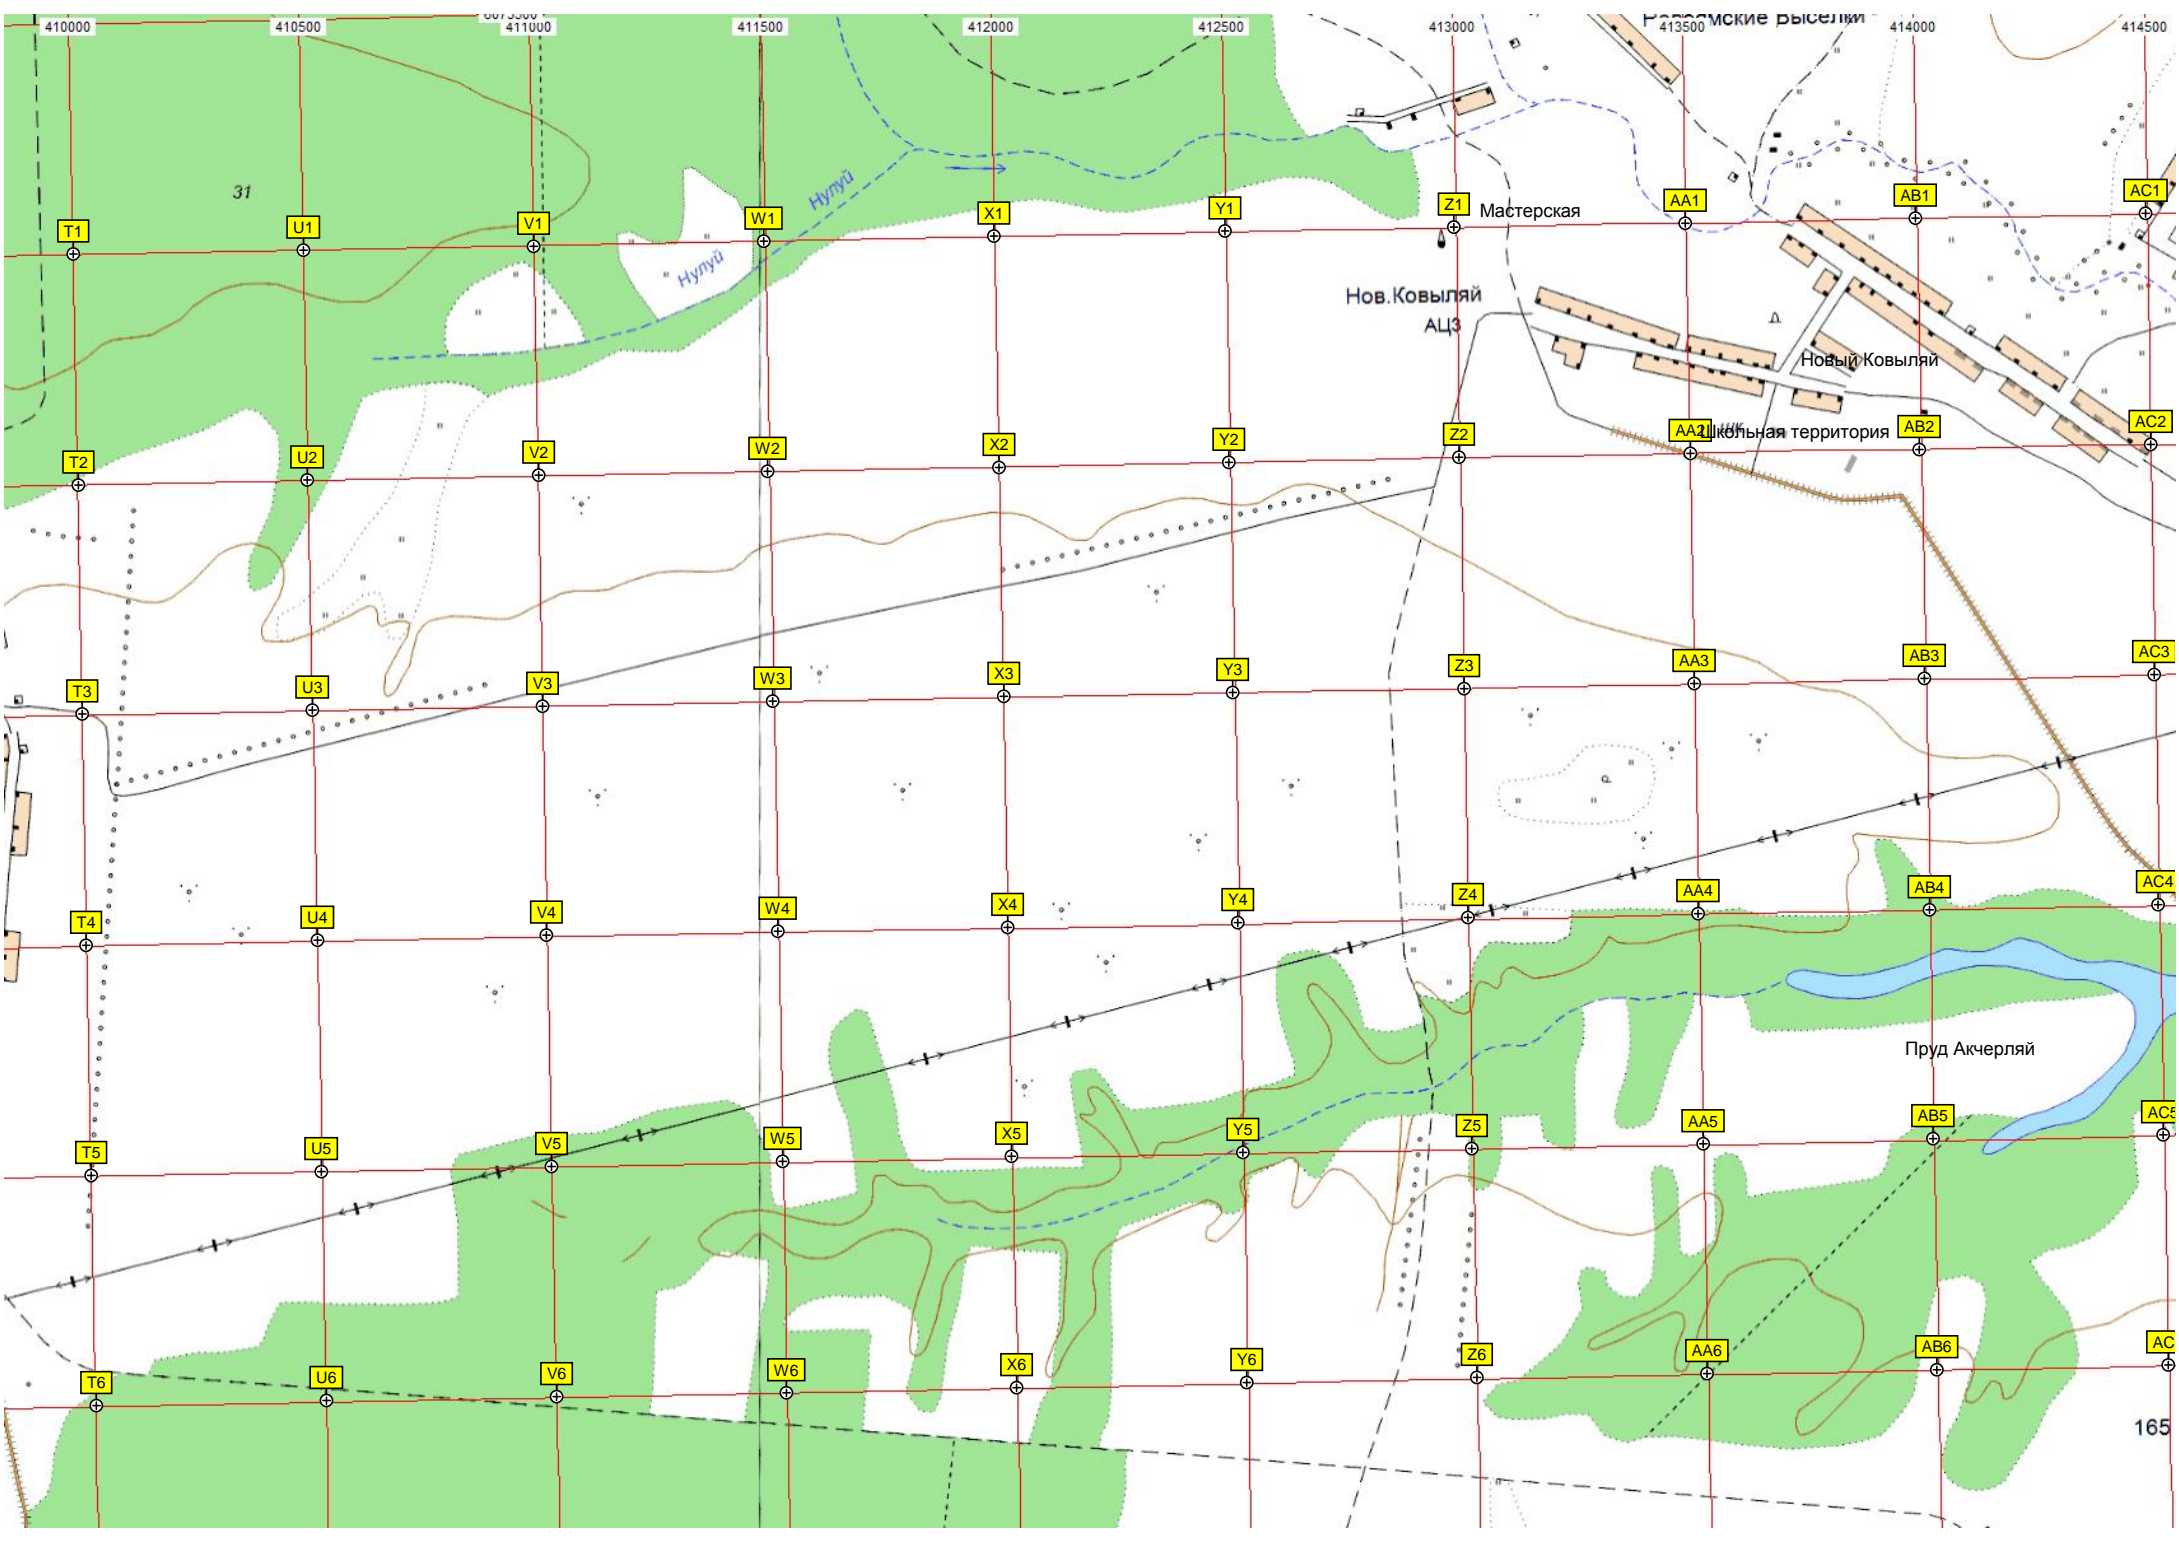 6073500
410000 410500 411000 411500 412000 412500 413000 413500 414000 414500
31
Нулуй
Нулуй
T1 U1 V1 W1 X1 Y1 Z1 AA1 AB1 AC1
Мастерская
Нов.Ковыляй
АЦЗ
Новый Ковыляй
T2 U2 V2 W2 X2 Y2 Z2 AA2 AB2 AC2
Школьная территория
T3 U3 V3 W3 X3 Y3 Z3 AA3 AB3 AC3
T4 U4 V4 W4 X4 Y4 Z4 AA4 AB4 AC4
Пруд Акчерляй
T5 U5 V5 W5 X5 Y5 Z5 AA5 AB5 AC5
T6 U6 V6 W6 X6 Y6 Z6 AA6 AB6 AC
165